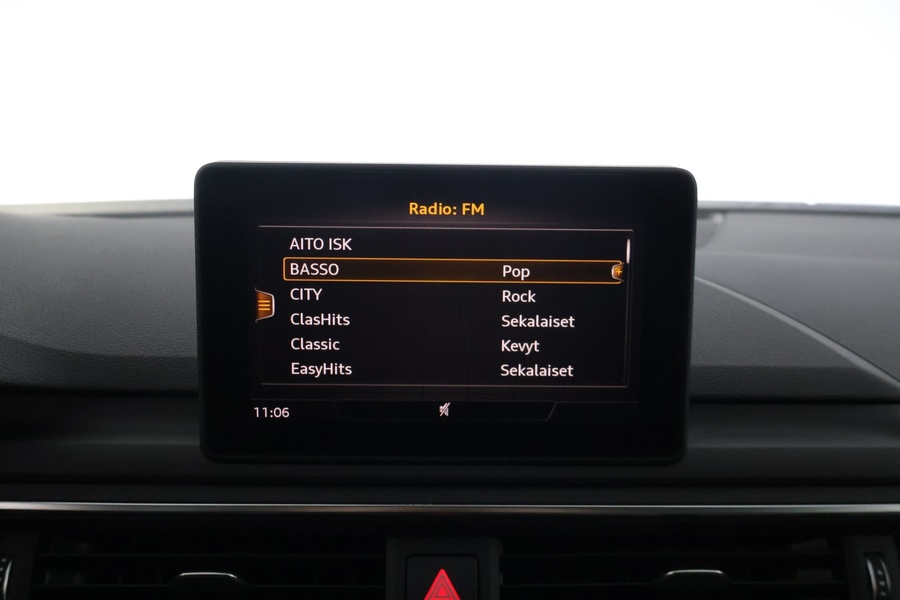 Radio: FM
AITO ISK
BASSO Pop
CITY Rock
ClasHits Sekalaiset
Classic Kevyt
EasyHits Sekalaiset
11:06